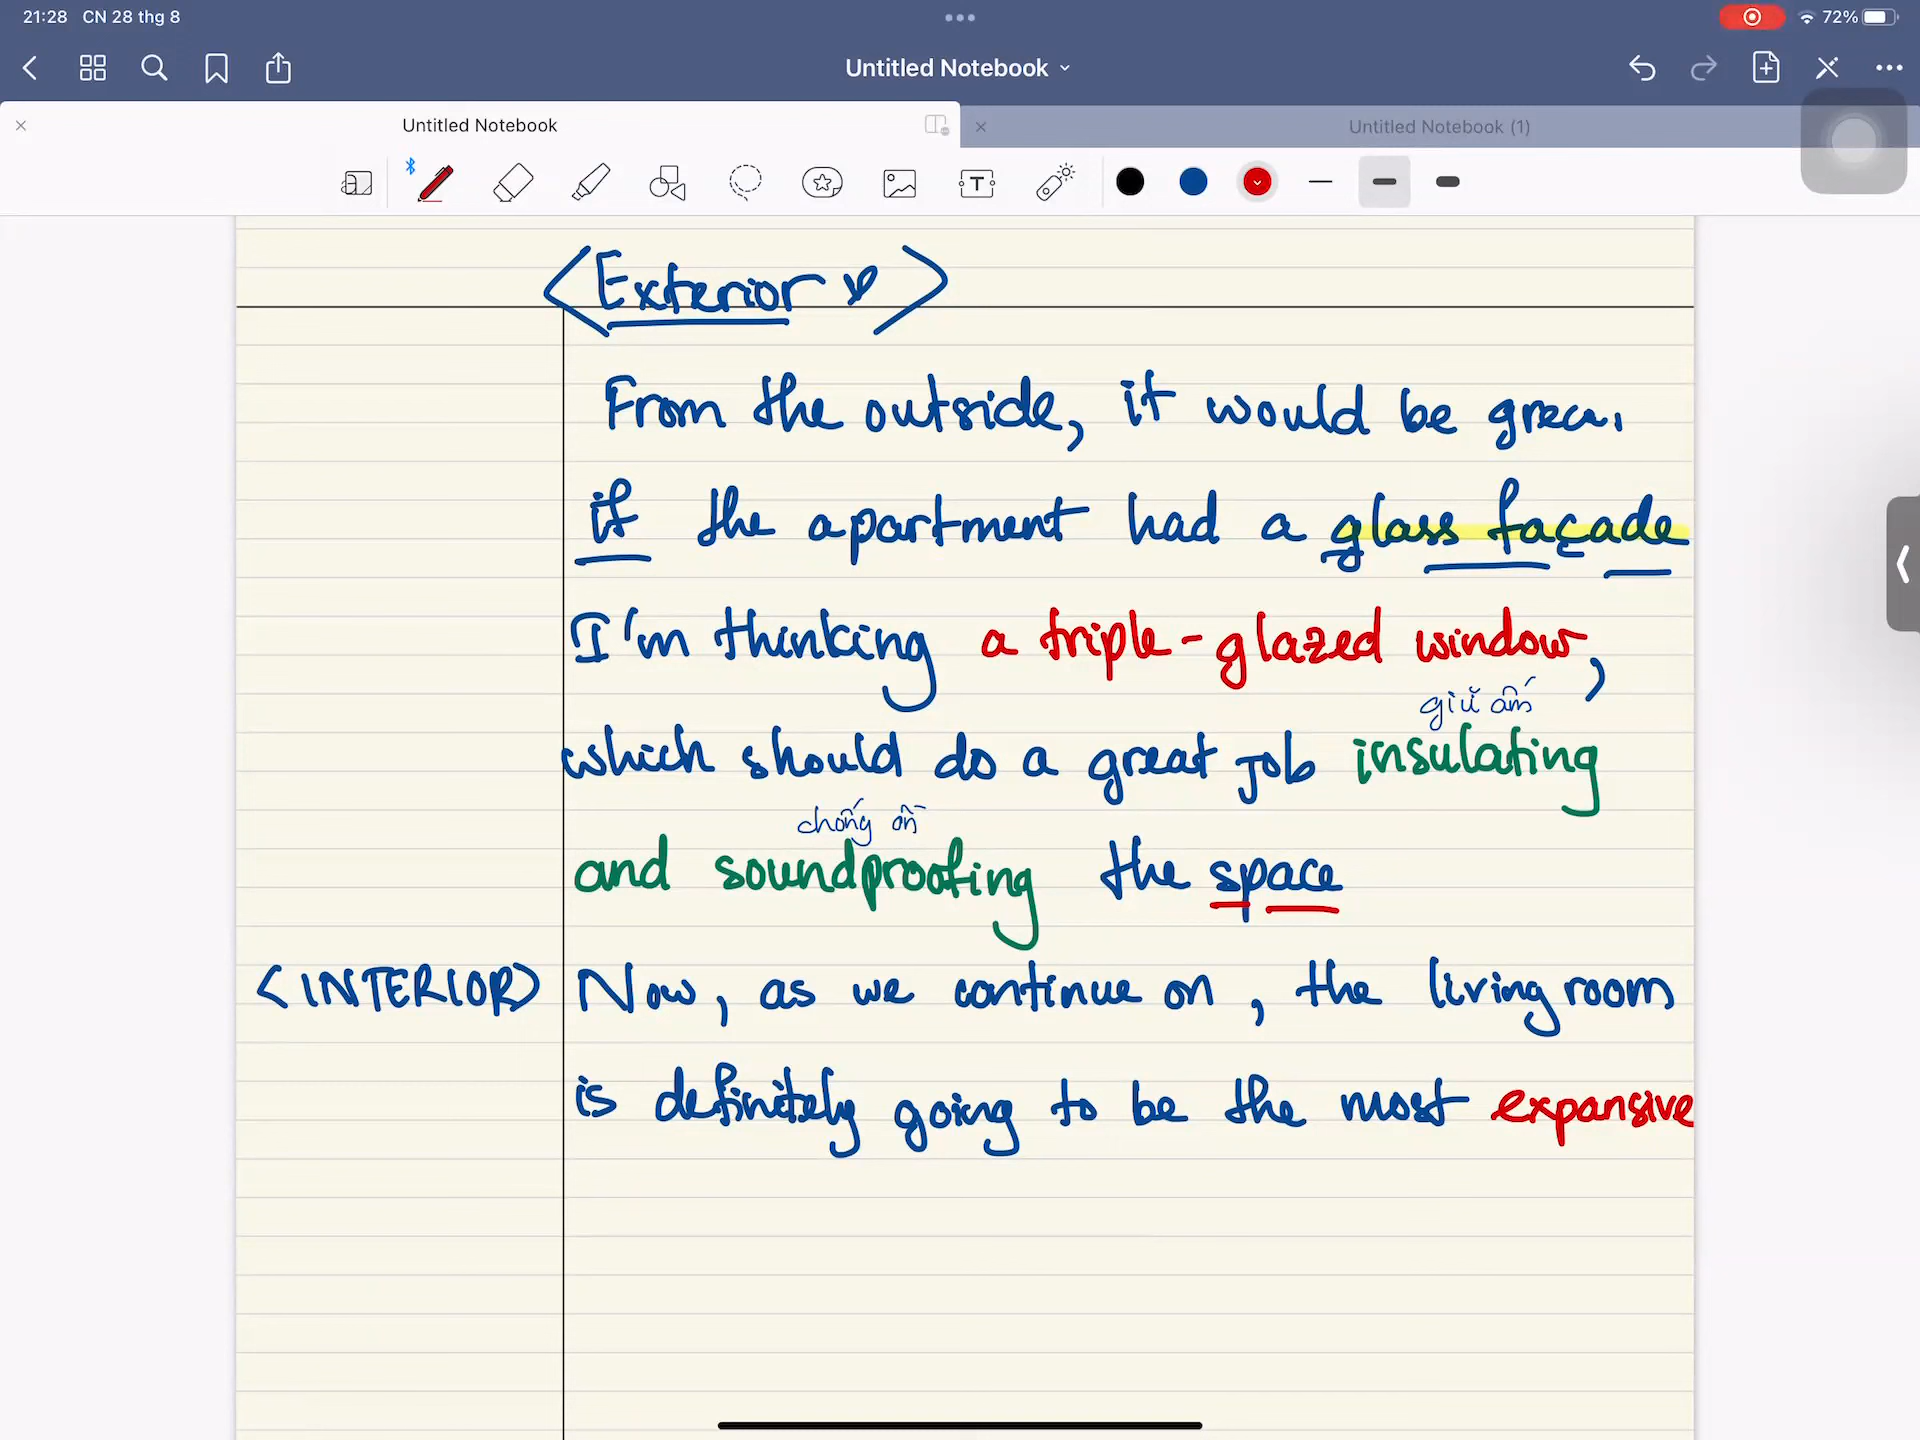 21:28 CN 28 thg 8
72%
Untitled Notebook
Untitled Notebook
Untitled Notebook (1)
<Exterior>
From the outside, it would be
if the apartment had a glass façade
I'm thinking a triple-glazed window,
giữ ấm
which should do a great job insulating
chống ồn
and soundproofing the space
<INTERIOR> Now, as we continue on, the living room
is definitely going to be the most expansive